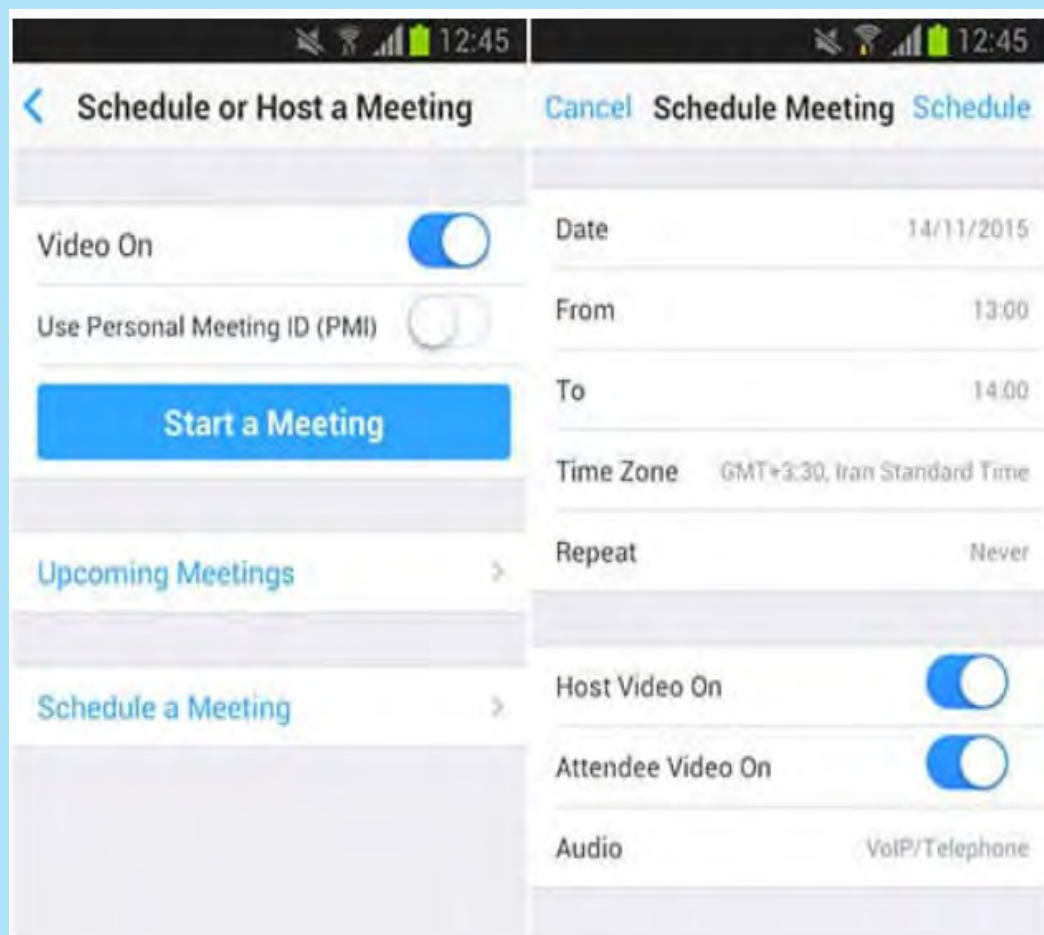 12:45
Schedule or Host a Meeting
Video On
Use Personal Meeting ID (PMI)
Start a Meeting
Upcoming Meetings
Schedule a Meeting
12:45
Cancel Schedule Meeting Schedule
Date 14/11/2015
From 13:00
To 14:00
Time Zone GMT+3:30, Iran Standard Time
Repeat Never
Host Video On
Attendee Video On
Audio VoIP/Telephone